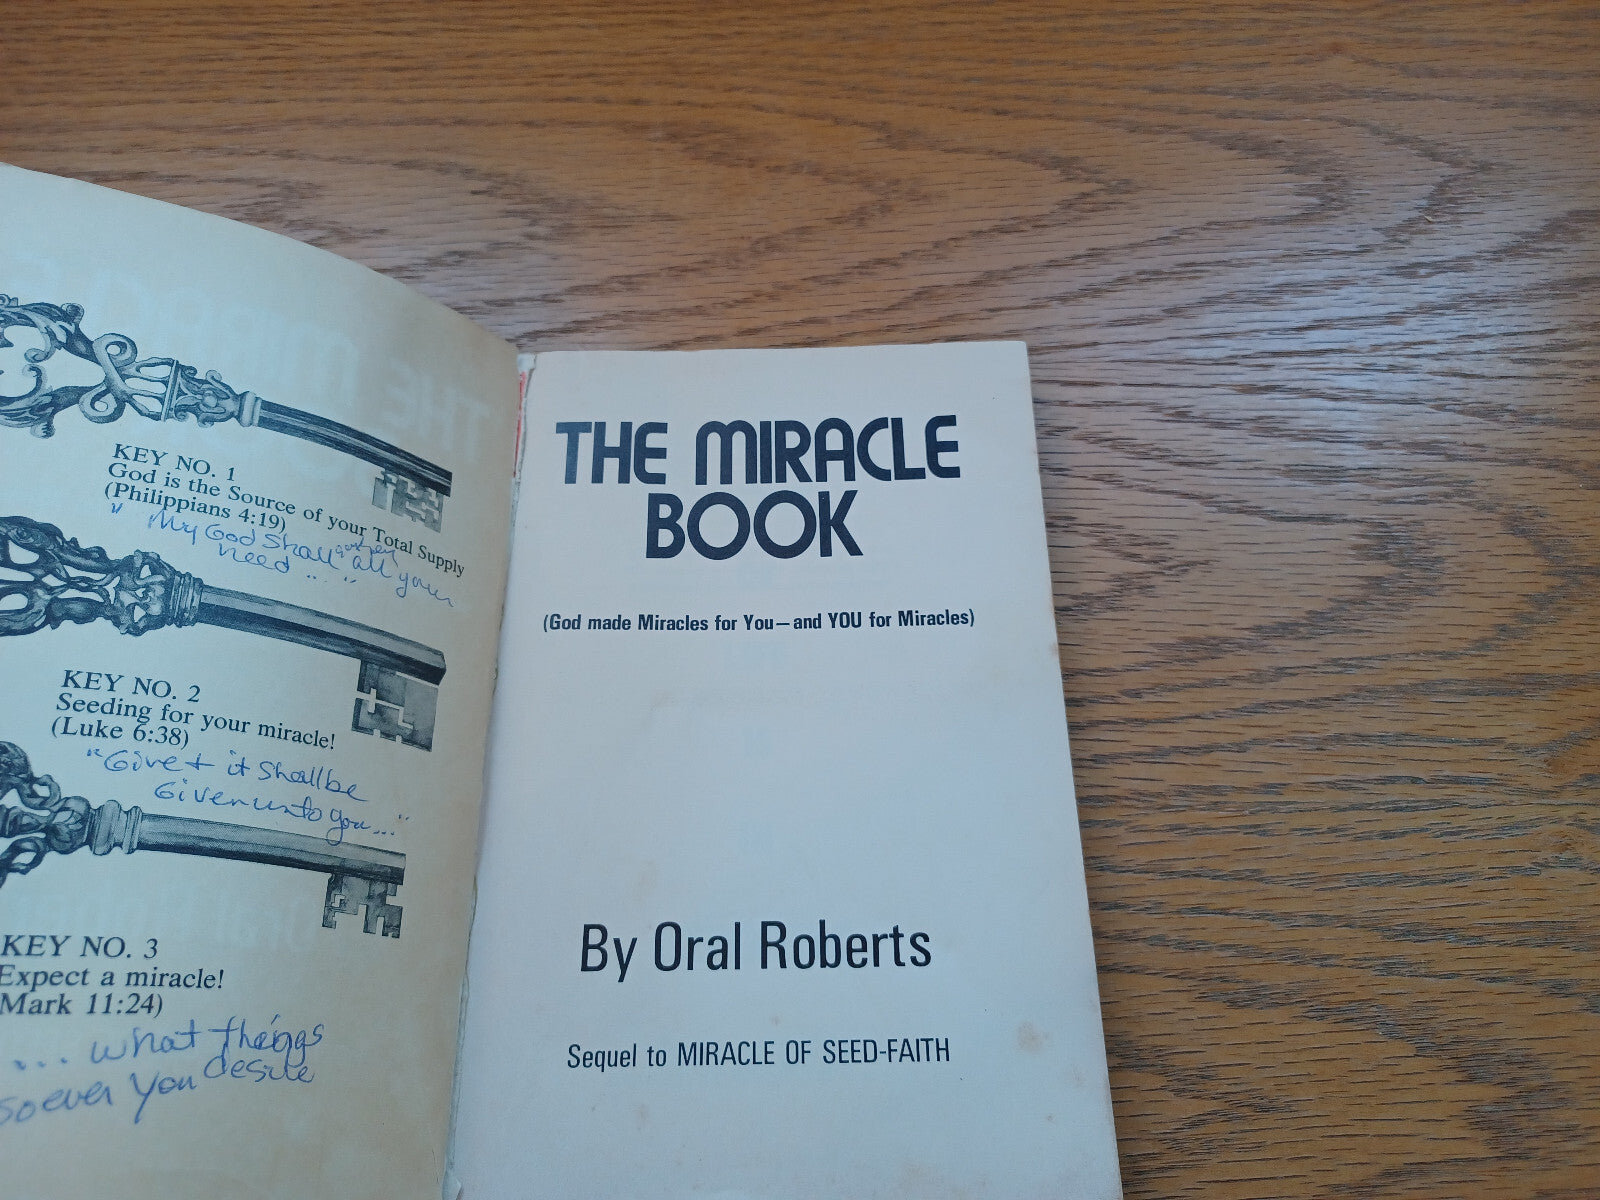 KEY NO. 1
God is the Source of your Total Supply
(Philippians 4:19)
" My God shall all your
need ... "
KEY NO. 2
Seeding for your miracle!
(Luke 6:38)
"Give + it shall be
Given unto you..."
KEY NO. 3
Expect a miracle!
(Mark 11:24)
... what things
soever you desire
THE MIRACLE
BOOK
(God made Miracles for You—and YOU for Miracles)
By Oral Roberts
Sequel to MIRACLE OF SEED-FAITH